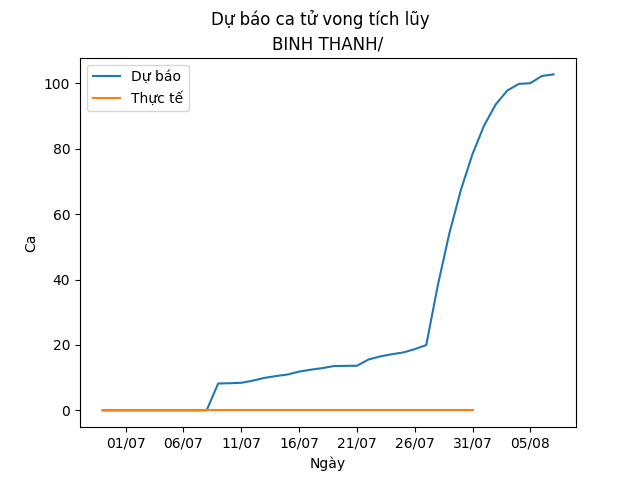 Dự báo ca tử vong tích lũy
BINH THANH/
Dự báo
Thực tế
Ca
100
80
60
40
20
0
01/07 06/07 11/07 16/07 21/07 26/07 31/07 05/08
Ngày